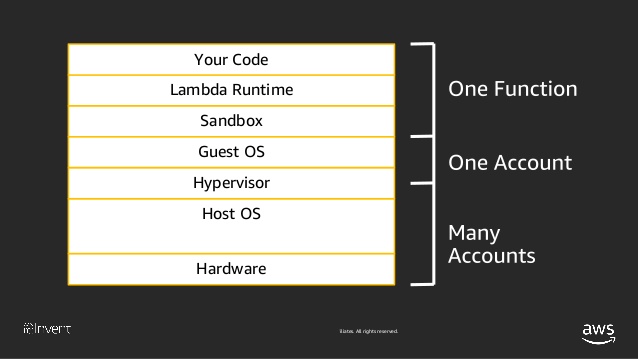 Your Code
Lambda Runtime
Sandbox
Guest OS
Hypervisor
Host OS
Hardware
One Function
One Account
Many
Accounts
re:Invent
iliates. All rights reserved.
aws